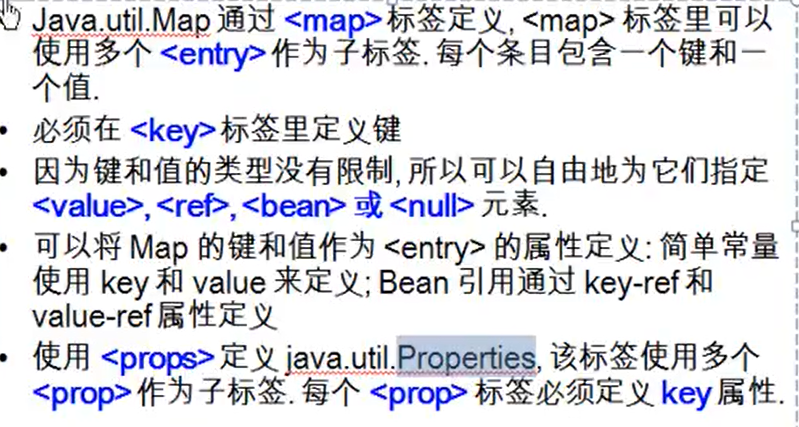 Java.util.Map 通过 <map> 标签定义, <map> 标签里可以
使用多个 <entry> 作为子标签. 每个条目包含一个键和一
个值.
• 必须在 <key> 标签里定义键
• 因为键和值的类型没有限制, 所以可以自由地为它们指定
<value>, <ref>, <bean> 或 <null> 元素.
• 可以将 Map 的键和值作为 <entry> 的属性定义: 简单常量
使用 key 和 value 来定义; Bean 引用通过 key-ref 和
value-ref 属性定义
• 使用 <props> 定义 java.util.Properties, 该标签使用多个
<prop> 作为子标签. 每个 <prop> 标签必须定义 key 属性.